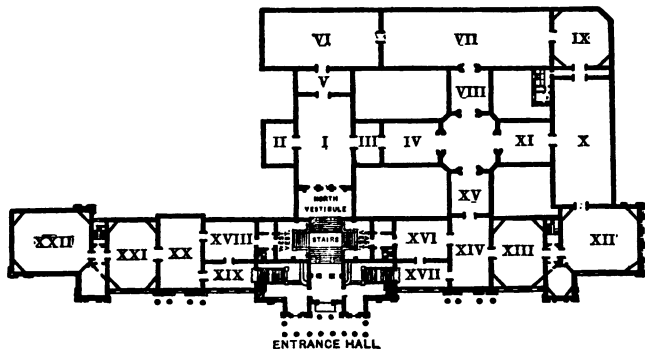 VI VII IX
V VIII
II I III IV XI X
NORTH
VESTIBULE
XV
XXII XXI XX XVIII STAIRS XVI XIV XIII XII
XIX XVII
ENTRANCE HALL